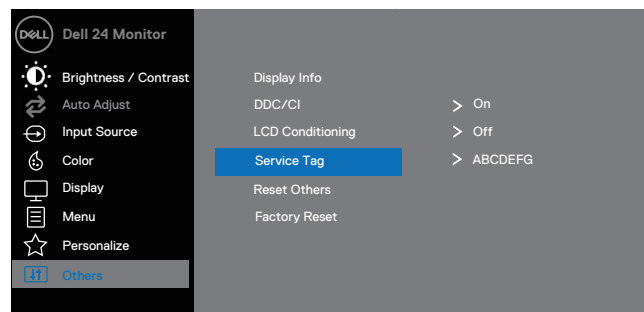 DELL Dell 24 Monitor
Brightness / Contrast Display Info
Auto Adjust DDC/CI > On
Input Source LCD Conditioning > Off
Color Service Tag > ABCDEFG
Display Reset Others
Menu Factory Reset
Personalize
Others